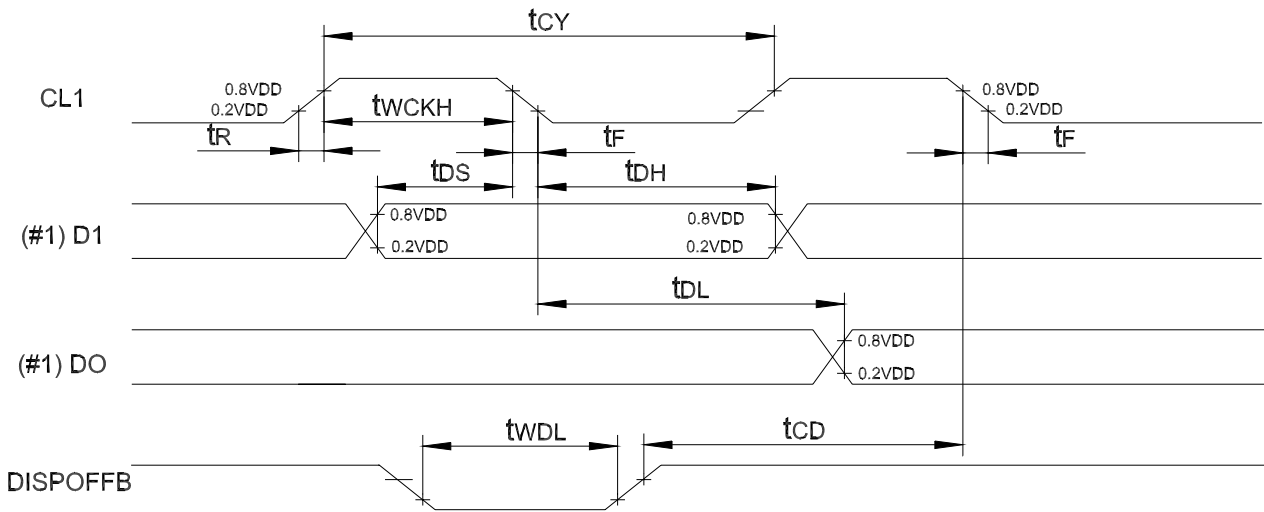 tCY
CL1
0.8VDD
0.2VDD
tWCKH
0.8VDD
0.2VDD
tR
tF
tF
tDS
tDH
(#1) D1
0.8VDD
0.2VDD
0.8VDD
0.2VDD
tDL
(#1) DO
0.8VDD
0.2VDD
tWDL
tCD
DISPOFFB